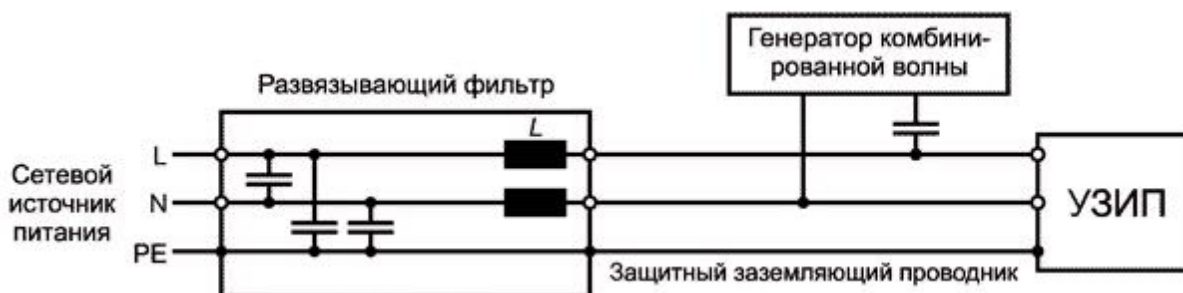 Генератор комбини-
рованной волны
Развязывающий фильтр
L
L
Сетевой
источник
питания
N
PE
УЗИП
Защитный заземляющий проводник